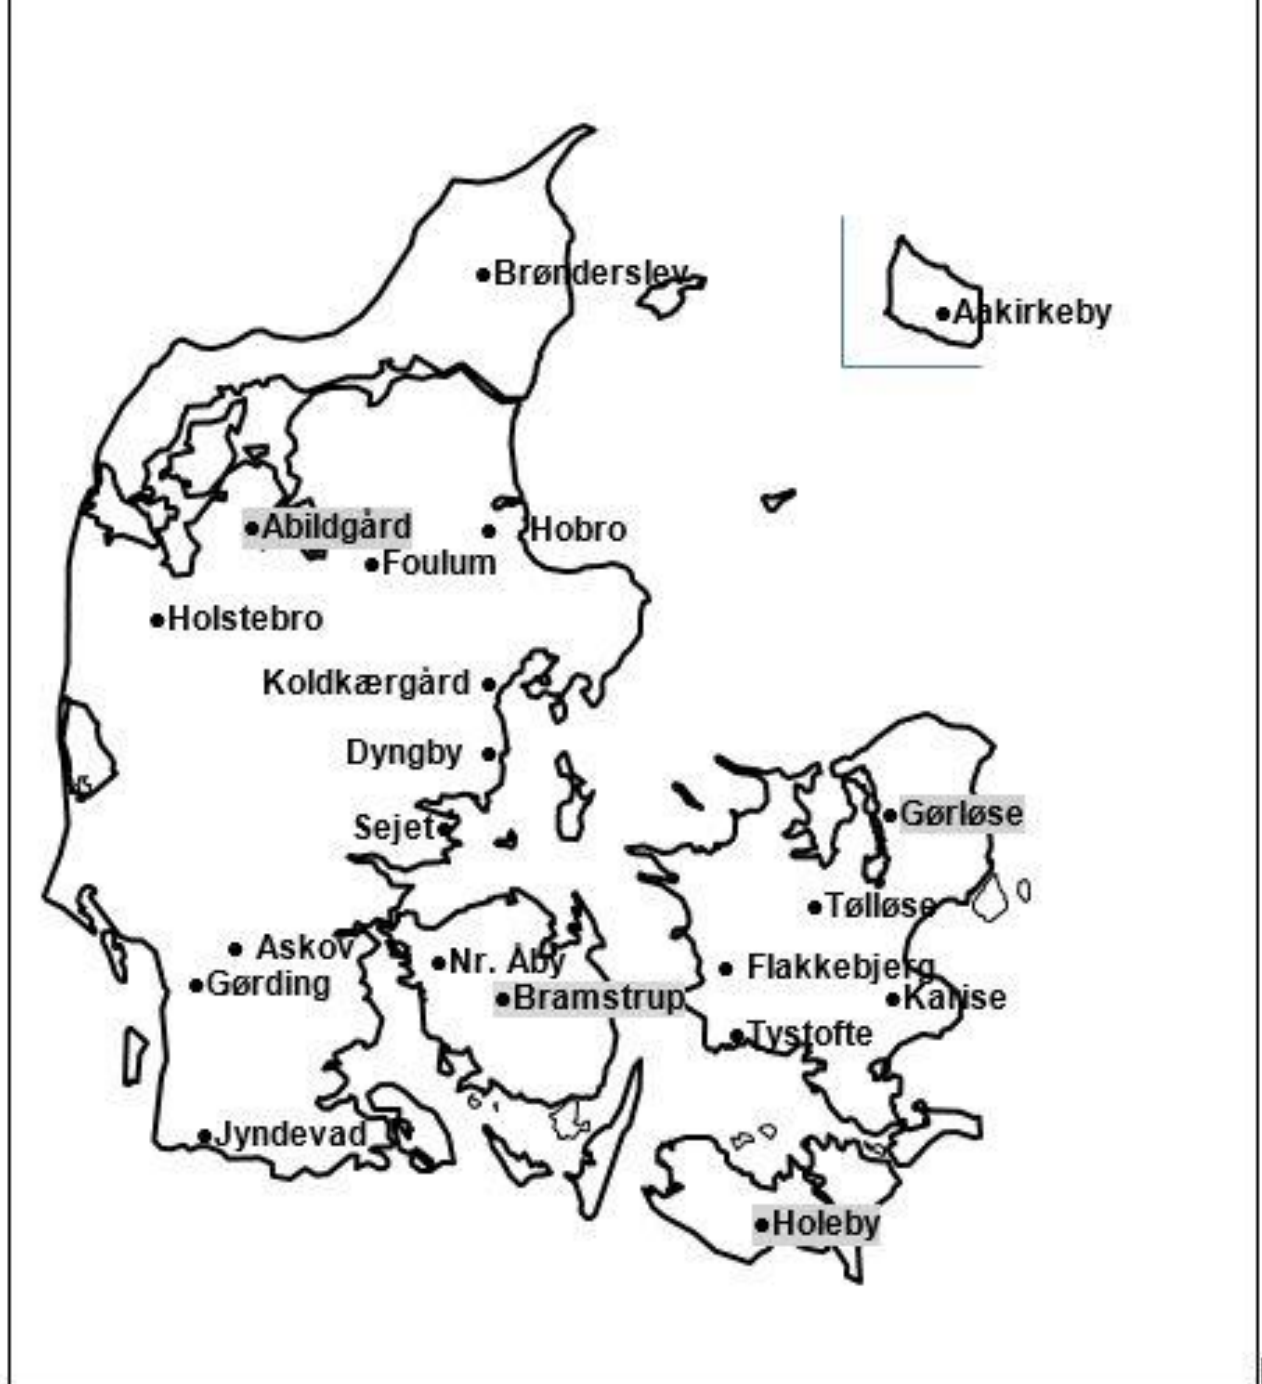 Brønderslev
Aakirkeby
Abildgård
Hobro
Foulum
Holstebro
Koldkærgård
Dyngby
Gørløse
Sejet
Tølløse
Askov
Nr. Åby
Flakkebjerg
Gørding
Bramstrup
Karise
Tystofte
Jyndevad
Holeby